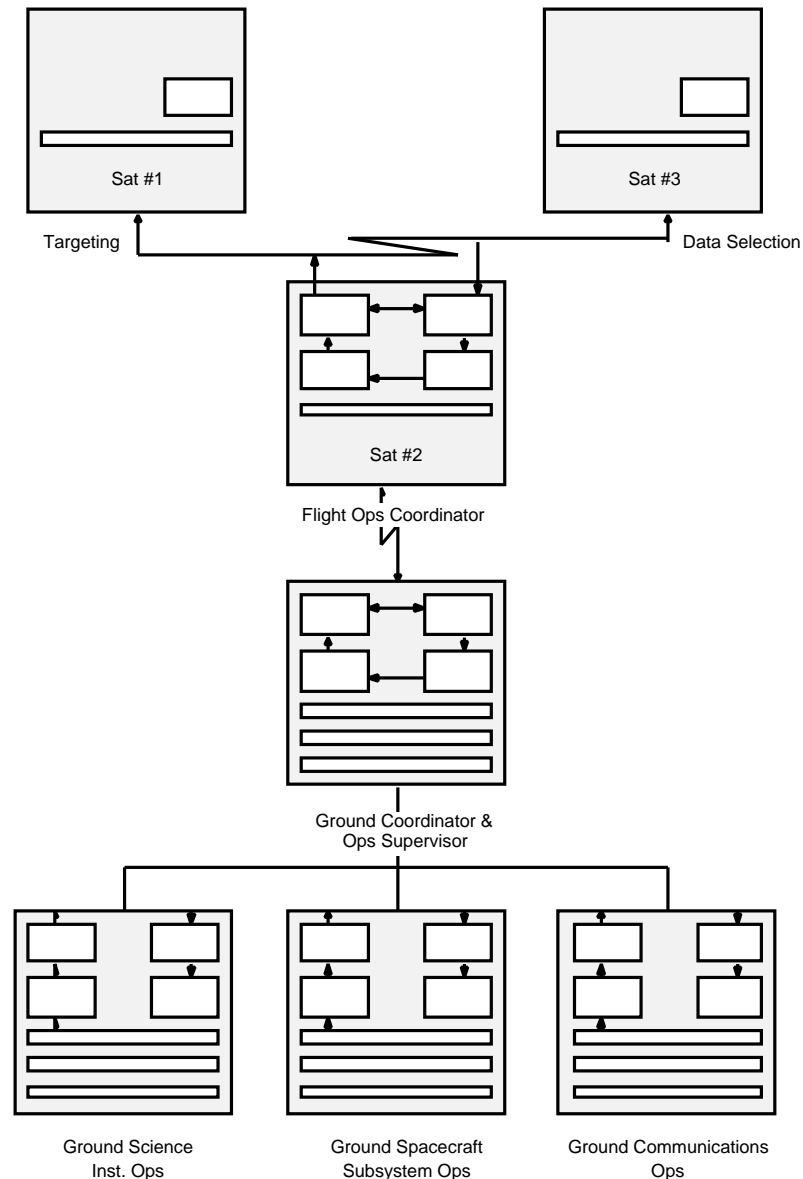 Sat #1
Sat #3
Targeting
Data Selection
Sat #2
Flight Ops Coordinator
Ground Coordinator &
Ops Supervisor
Ground Science
Inst. Ops
Ground Spacecraft
Subsystem Ops
Ground Communications
Ops